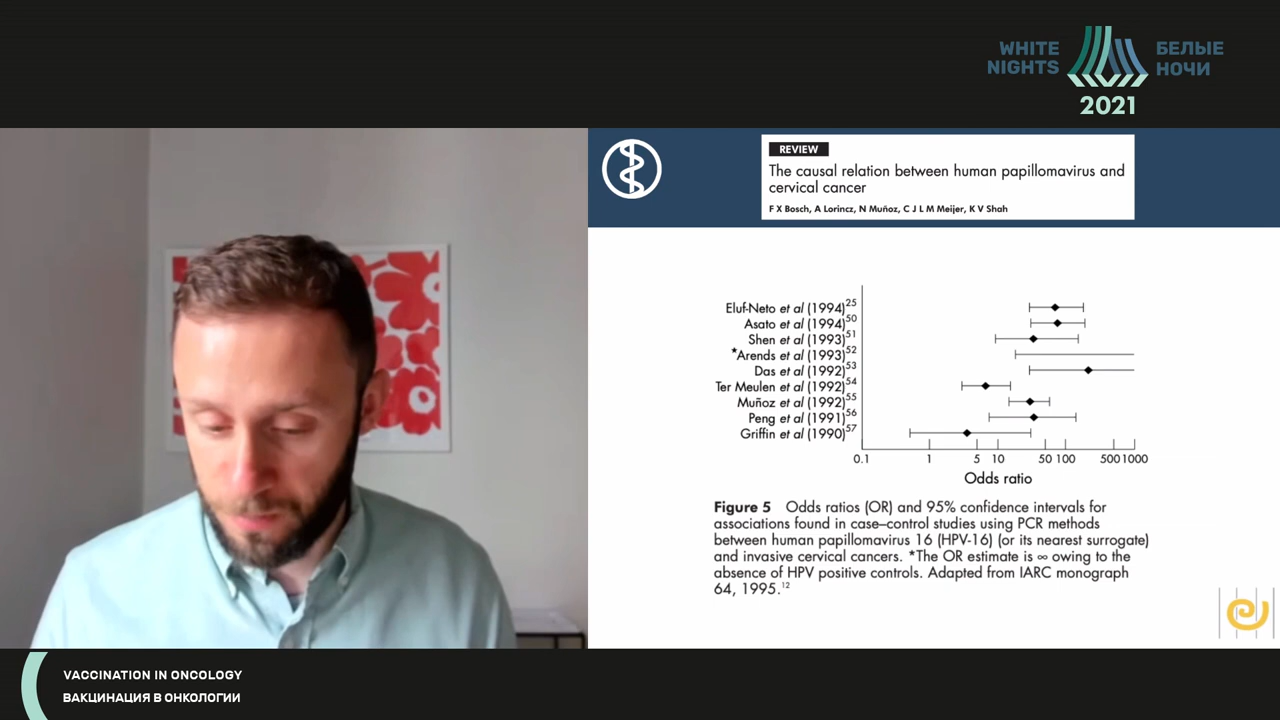 WHITE NIGHTS
БЕЛЫЕ НОЧИ
2021
REVIEW
The causal relation between human papillomavirus and
cervical cancer
F X Bosch, A Lorincz, N Muñoz, C J L M Meijer, K V Shah
Eluf-Neto et al (1994)25
Asato et al (1994)50
Shen et al (1993)51
*Arends et al (1993)52
Das et al (1992)53
Ter Meulen et al (1992)54
Muñoz et al (1992)55
Peng et al (1991)56
Griffin et al (1990)57
0.1 1 5 10 50 100 500 1000
Odds ratio
Figure 5 Odds ratios (OR) and 95% confidence intervals for
associations found in case–control studies using PCR methods
between human papillomavirus 16 (HPV-16) (or its nearest surrogate)
and invasive cervical cancers. *The OR estimate is ∞ owing to the
absence of HPV positive controls. Adapted from IARC monograph
64, 1995.12
VACCINATION IN ONCOLOGY
ВАКЦИНАЦИЯ В ОНКОЛОГИИ